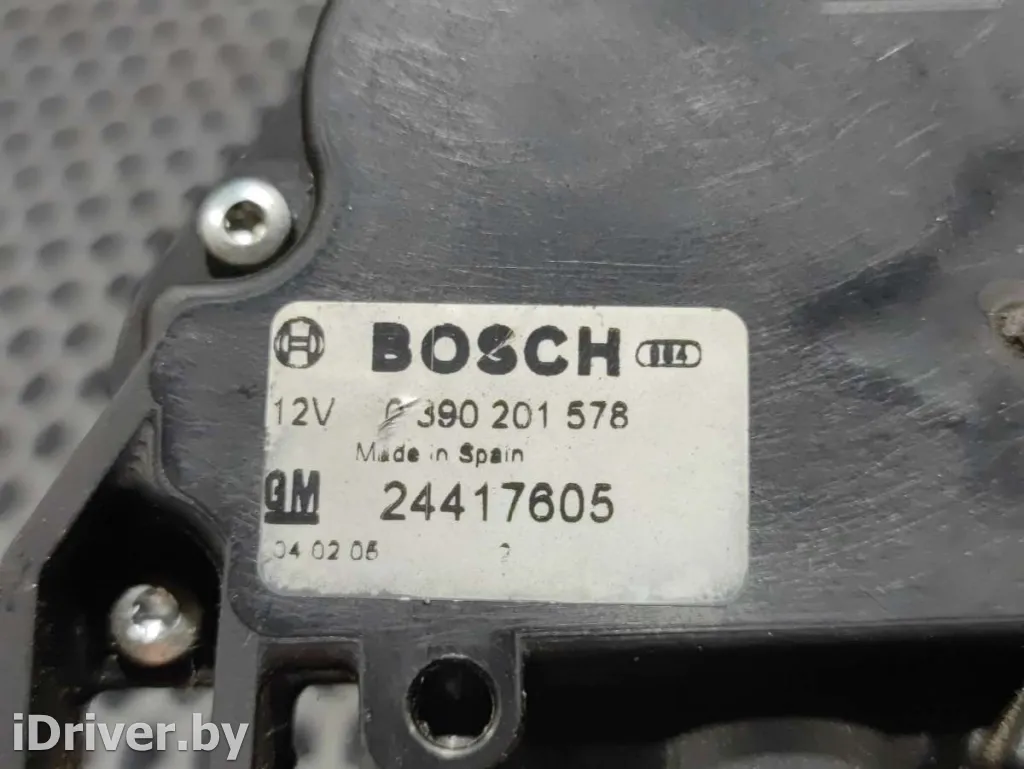 BOSCH
12V 0 390 201 578
Made in Spain
GM 24417605
04 02 05
iDriver.by